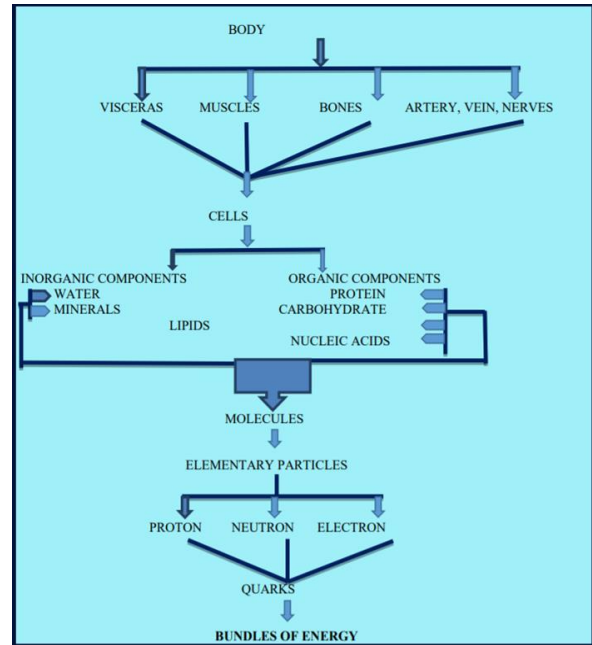 BODY
VISCERAS MUSCLES BONES ARTERY, VEIN, NERVES
CELLS
INORGANIC COMPONENTS ORGANIC COMPONENTS
WATER PROTEIN
MINERALS CARBOHYDRATE
LIPIDS
NUCLEIC ACIDS
MOLECULES
ELEMENTARY PARTICLES
PROTON NEUTRON ELECTRON
QUARKS
BUNDLES OF ENERGY